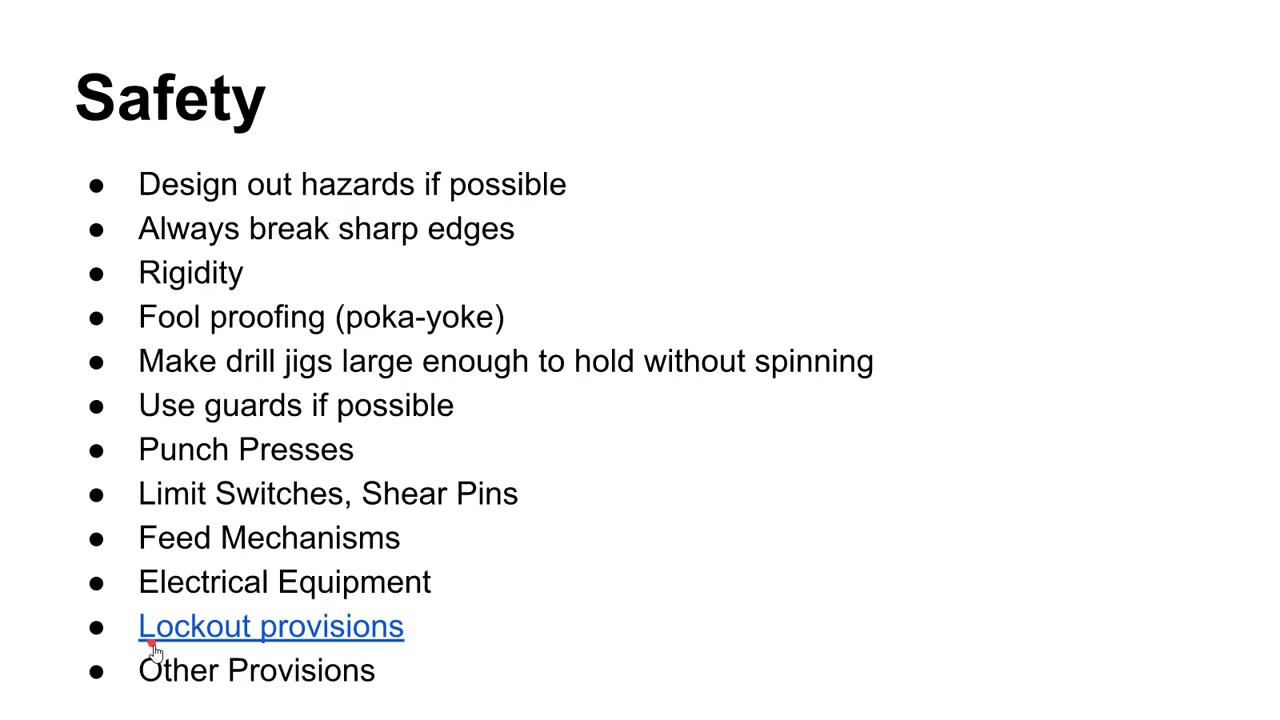 Safety
● Design out hazards if possible
● Always break sharp edges
● Rigidity
● Fool proofing (poka-yoke)
● Make drill jigs large enough to hold without spinning
● Use guards if possible
● Punch Presses
● Limit Switches, Shear Pins
● Feed Mechanisms
● Electrical Equipment
● Lockout provisions
● Other Provisions